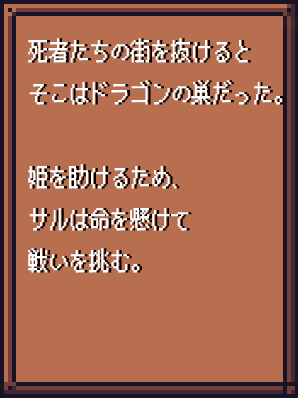 死者たちの街を抜けると
そこはドラゴンの巣だった。
姫を助けるため、
サルは命を懸けて
戦いを挑む。